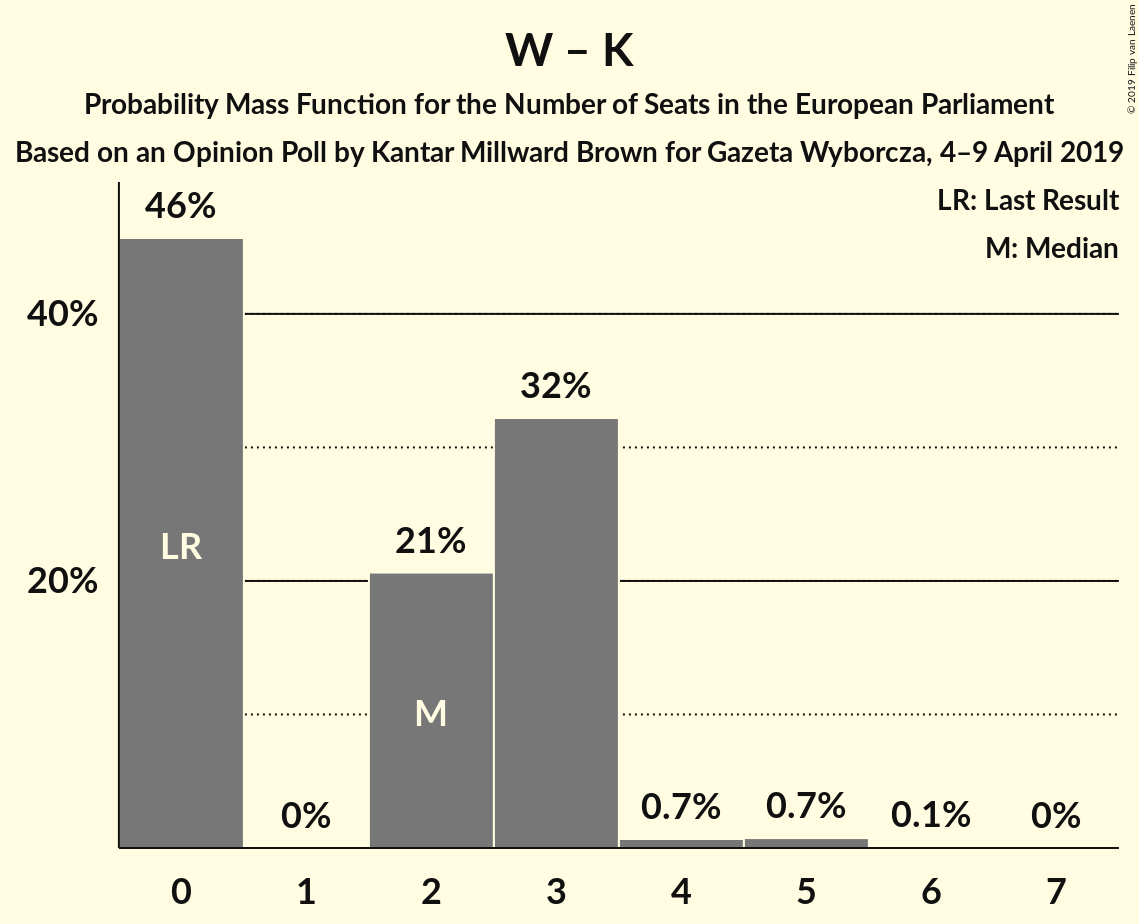 W – K
Probability Mass Function for the Number of Seats in the European Parliament
Based on an Opinion Poll by Kantar Millward Brown for Gazeta Wyborcza, 4–9 April 2019
© 2019 Filip van Laenen
LR: Last Result
M: Median
46%
40%
32%
21%
LR
20%
M
0%
0.7%
0.7%
0.1%
0%
0 1 2 3 4 5 6 7